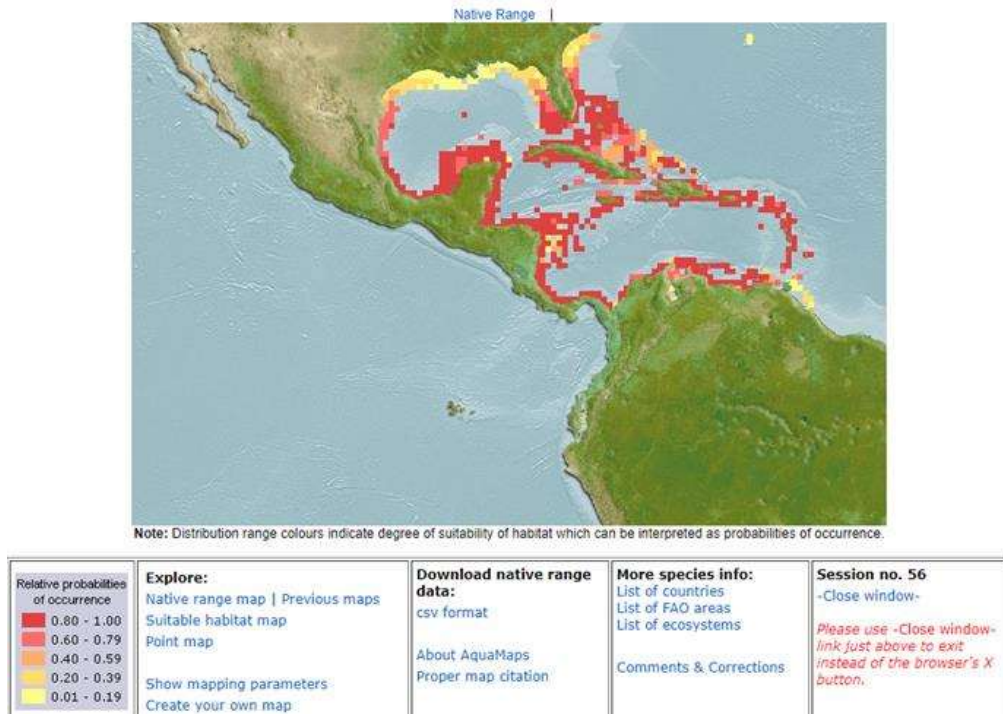 Native Range |
Note: Distribution range colours indicate degree of suitability of habitat which can be interpreted as probabilities of occurrence.
Relative probabilities
of occurrence
0.80 - 1.00
0.60 - 0.79
0.40 - 0.59
0.20 - 0.39
0.01 - 0.19
Explore:
Native range map | Previous maps
Suitable habitat map
Point map
Show mapping parameters
Create your own map
Download native range
data:
csv format
About AquaMaps
Proper map citation
More species info:
List of countries
List of FAO areas
List of ecosystems
Comments & Corrections
Session no. 56
-Close window-
Please use -Close window-
link just above to exit
instead of the browser's X
button.